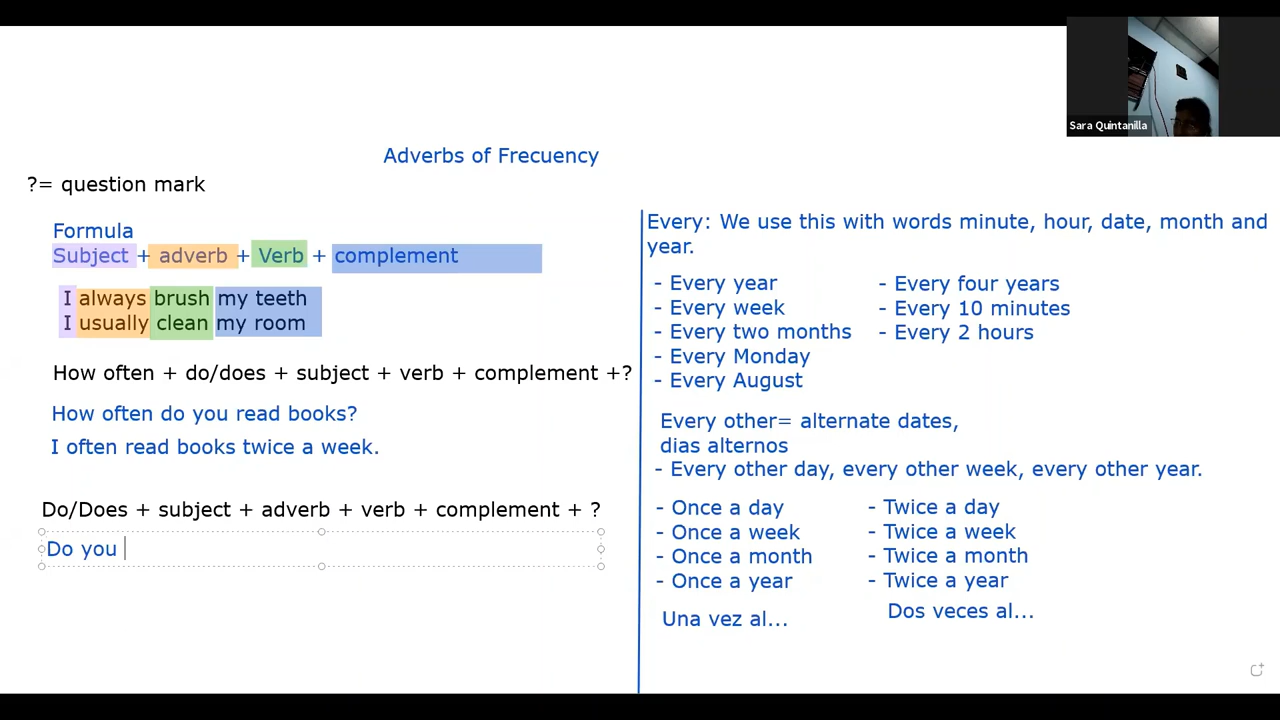 Sara Quintanilla
Adverbs of Frecuency
?= question mark
Formula
Subject + adverb + Verb + complement
I always brush my teeth
I usually clean my room
How often + do/does + subject + verb + complement +?
How often do you read books?
I often read books twice a week.
Do/Does + subject + adverb + verb + complement + ?
Do you
Every: We use this with words minute, hour, date, month and
year.
- Every year
- Every week
- Every two months
- Every Monday
- Every August
- Every four years
- Every 10 minutes
- Every 2 hours
Every other= alternate dates,
dias alternos
- Every other day, every other week, every other year.
- Once a day
- Once a week
- Once a month
- Once a year
Una vez al...
- Twice a day
- Twice a week
- Twice a month
- Twice a year
Dos veces al...